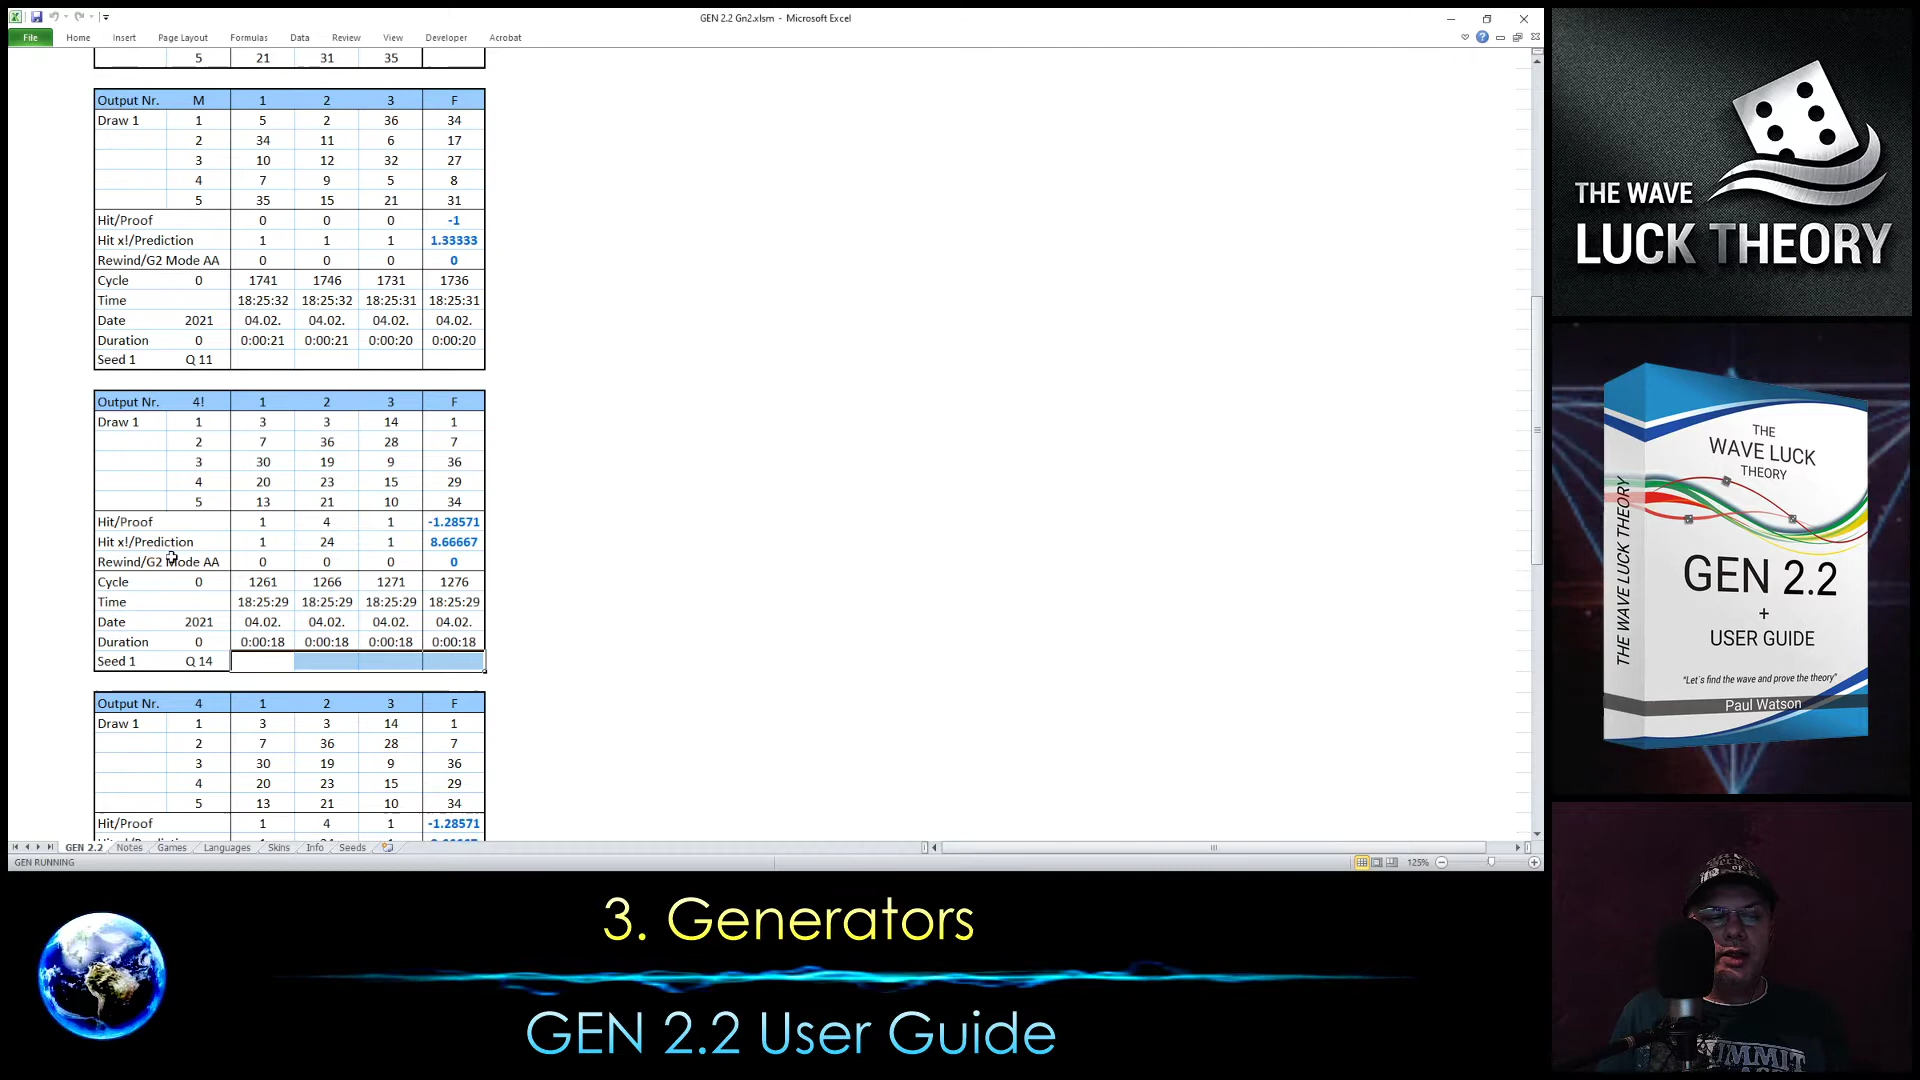 GEN 2.2 Gn2.xlsm - Microsoft Excel
File Home Insert Page Layout Formulas Data Review View Developer Acrobat
5 21 31 35
Output Nr. M 1 2 3 F
Draw 1 1 5 2 36 34
2 34 11 6 17
3 10 12 32 27
4 7 9 5 8
5 35 15 21 31
Hit/Proof 0 0 0 -1
Hit x!/Prediction 1 1 1 1.33333
Rewind/G2 Mode AA 0 0 0 0
Cycle 0 1741 1746 1731 1736
Time 18:25:32 18:25:32 18:25:31 18:25:31
Date 2021 04.02. 04.02. 04.02. 04.02.
Duration 0 0:00:21 0:00:21 0:00:20 0:00:20
Seed 1 Q 11
Output Nr. 4! 1 2 3 F
Draw 1 1 3 3 14 1
2 7 36 28 7
3 30 19 9 36
4 20 23 15 29
5 13 21 10 34
Hit/Proof 1 4 1 -1.28571
Hit x!/Prediction 1 24 1 8.66667
Rewind/G2 Mode AA 0 0 0 0
Cycle 0 1261 1266 1271 1276
Time 18:25:29 18:25:29 18:25:29 18:25:29
Date 2021 04.02. 04.02. 04.02. 04.02.
Duration 0 0:00:18 0:00:18 0:00:18 0:00:18
Seed 1 Q 14
Output Nr. 4 1 2 3 F
Draw 1 1 3 3 14 1
2 7 36 28 7
3 30 19 9 36
4 20 23 15 29
5 13 21 10 34
Hit/Proof 1 4 1 -1.28571
GEN 2.2 Notes Games Languages Skins Info Seeds
GEN RUNNING 125%
3. Generators
GEN 2.2 User Guide
THE WAVE
LUCK THEORY
THE WAVE LUCK THEORY
THE
WAVE LUCK
THEORY
GEN 2.2
+
USER GUIDE
"Let´s find the wave and prove the theory"
Paul Watson